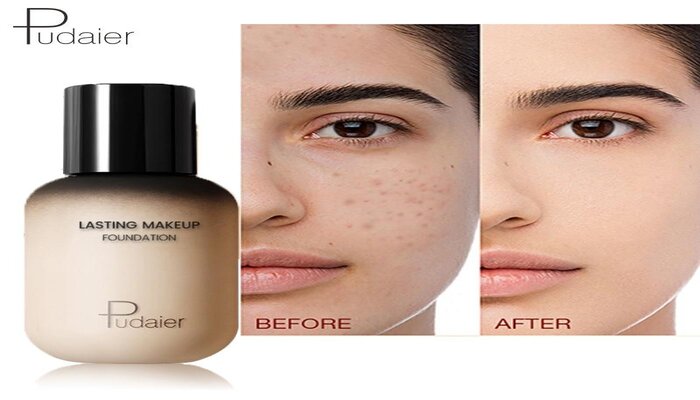 Pudaier
LASTING MAKEUP
FOUNDATION
Pudaier
BEFORE
AFTER